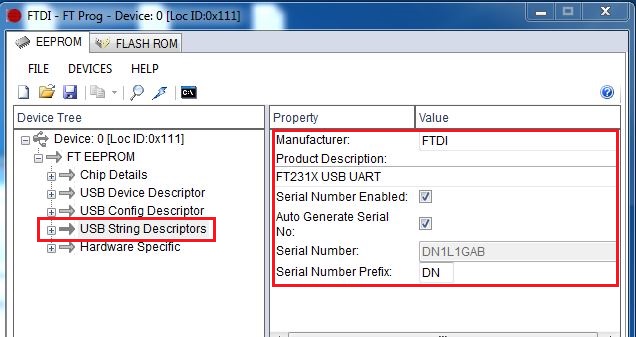 FTDI - FT Prog - Device: 0 [Loc ID:0x111]
EEPROM
FLASH ROM
FILE DEVICES HELP
C:\
Device Tree
Device: 0 [Loc ID:0x111]
FT EEPROM
Chip Details
USB Device Descriptor
USB Config Descriptor
USB String Descriptors
Hardware Specific
Property Value
Manufacturer: FTDI
Product Description:
FT231X USB UART
Serial Number Enabled:
Auto Generate Serial
No:
Serial Number: DN1L1GAB
Serial Number Prefix: DN